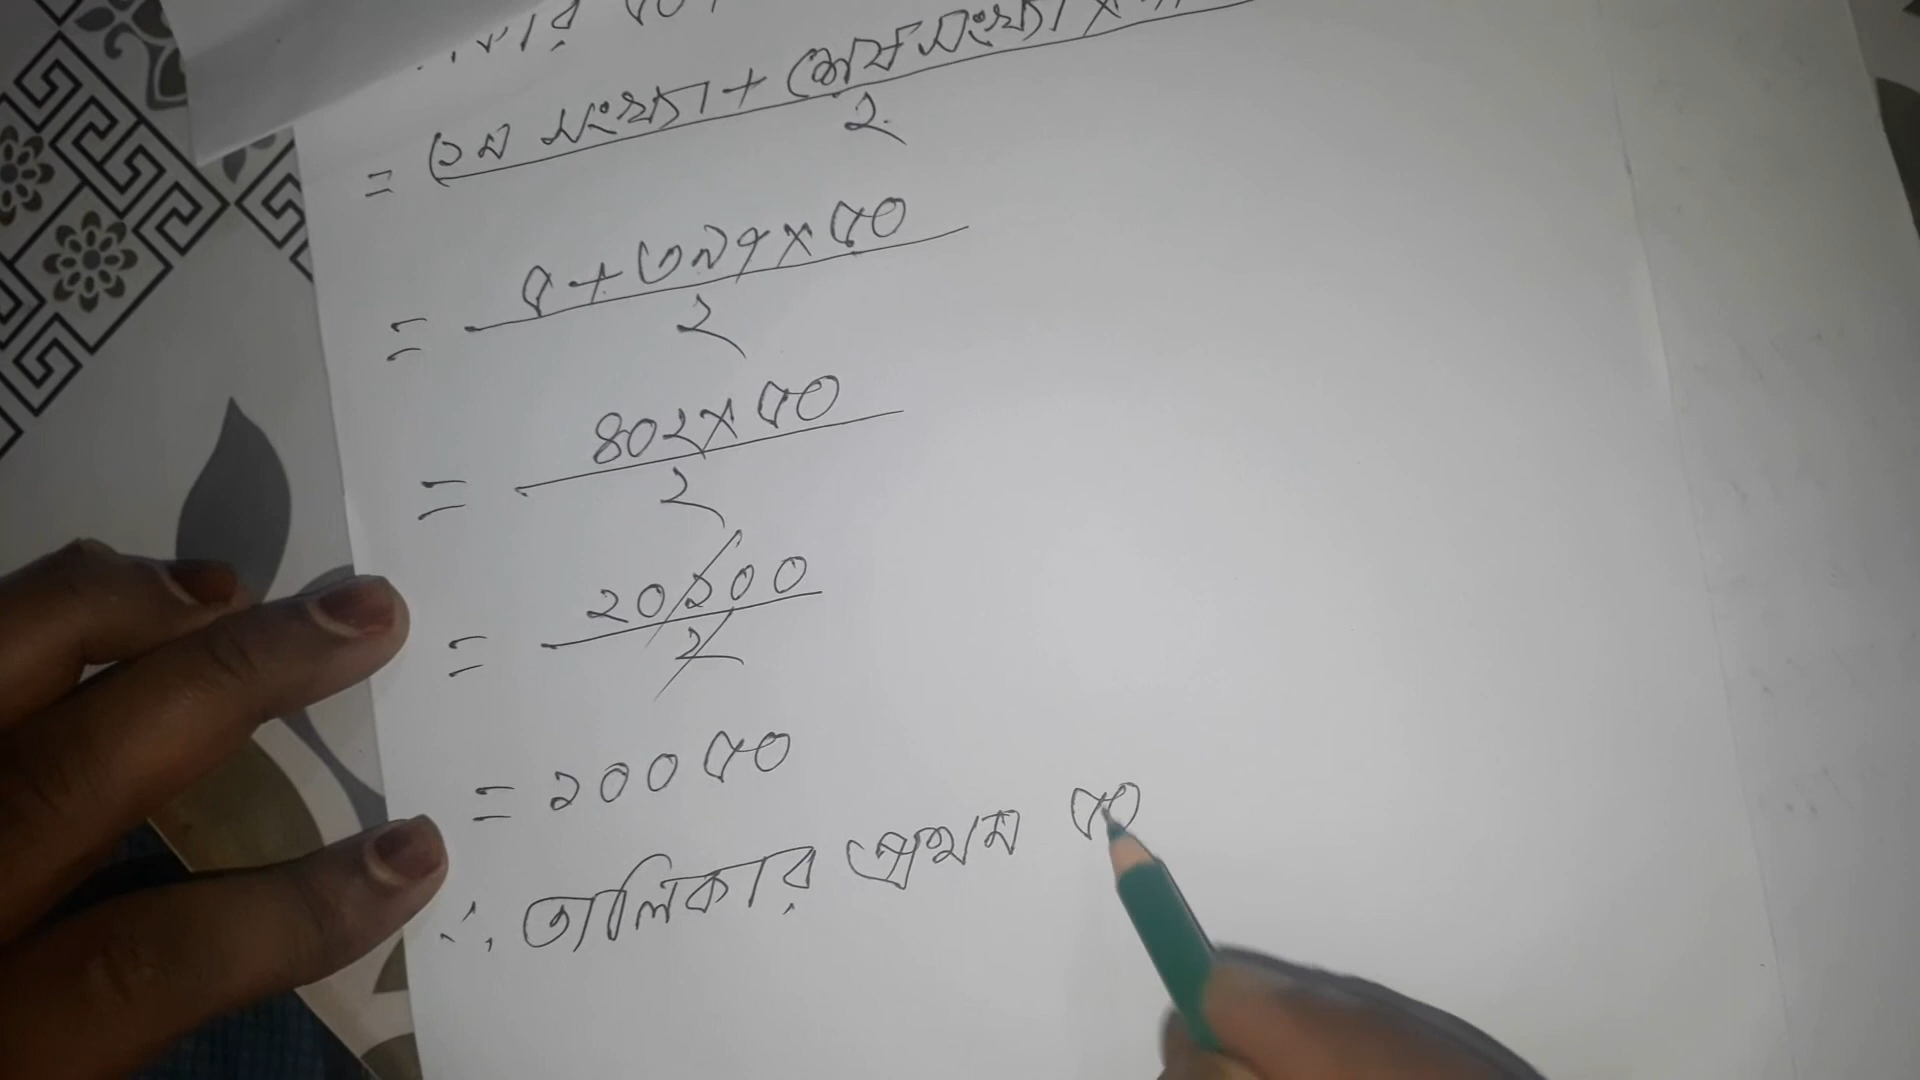 = (১ম সংখ্যা + শেষ সংখ্যা ×
২
= ৫ + ৩৯৭ × ৫০
২
= ৪০২ × ৫০
২
= ২০১০০
২
= ১০০৫০
∴ তালিকার প্রথম ৫০